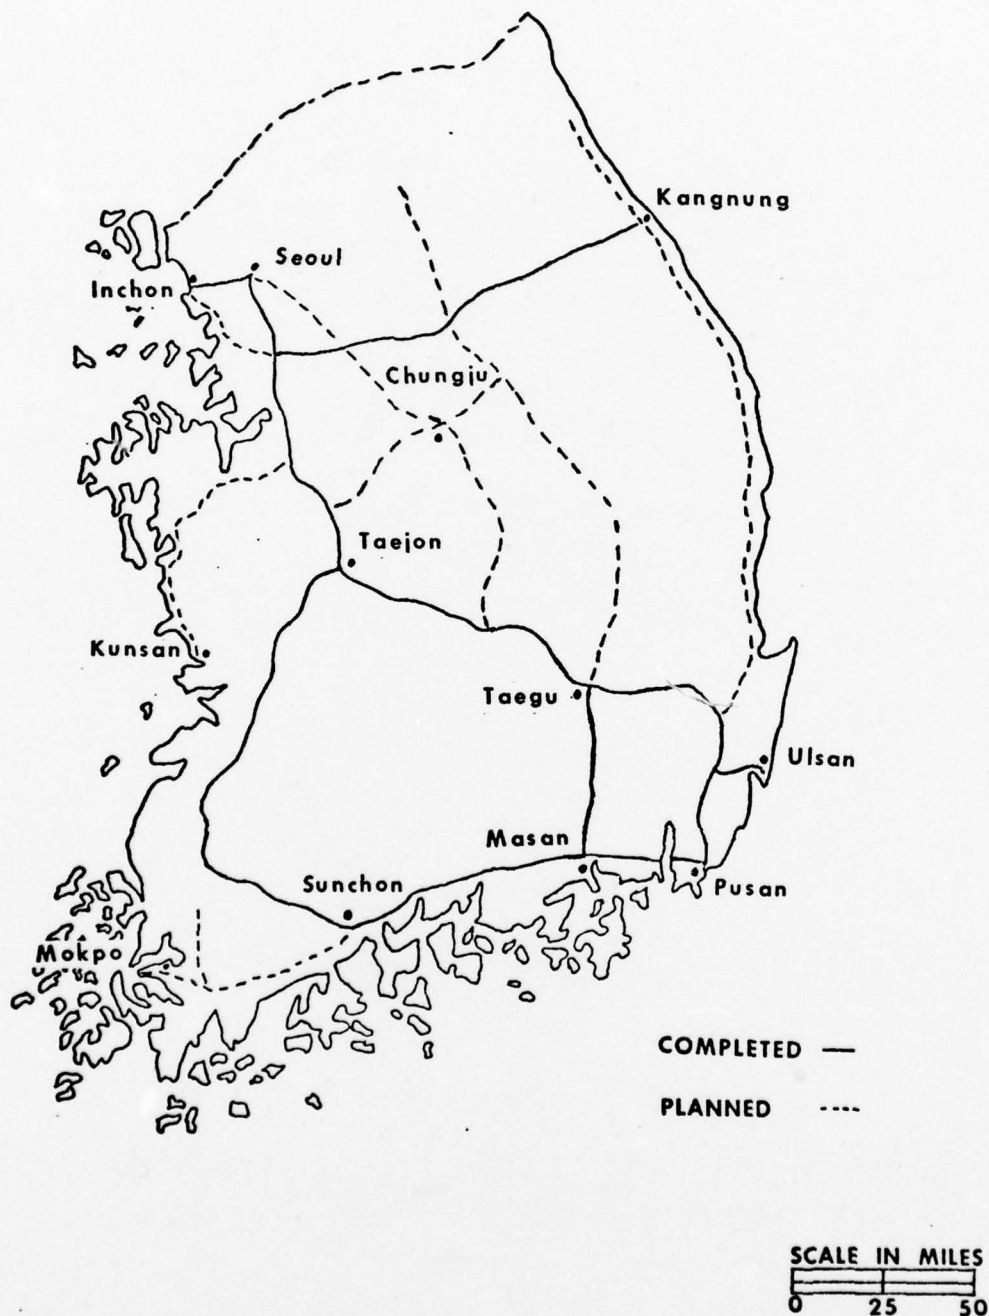 Kangnung
Seoul
Inchon
Chungju
Taejon
Kunsan
Taegu
Ulsan
Masan
Sunchon
Pusan
Mokpo
COMPLETED
PLANNED
SCALE IN MILES
0 25 50